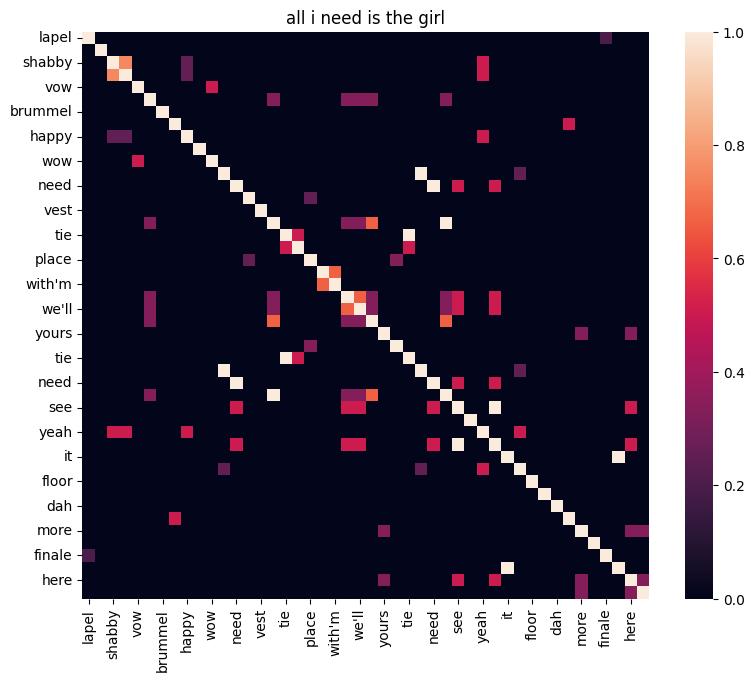 all i need is the girl
lapel
shabby
vow
brummel
happy
wow
need
vest
tie
place
with'm
we'll
yours
tie
need
see
yeah
it
floor
dah
more
finale
here
1.0
0.8
0.6
0.4
0.2
0.0
lapel
shabby
vow
brummel
happy
wow
need
vest
tie
place
with'm
we'll
yours
tie
need
see
yeah
it
floor
dah
more
finale
here